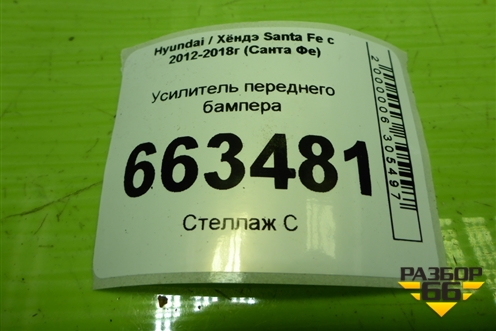 Hyundai / Хёндэ Santa Fe с
2012-2018г (Санта Фе)
Усилитель переднего
бампера
663481
Стеллаж С
2000006305497
РАЗБОР
66